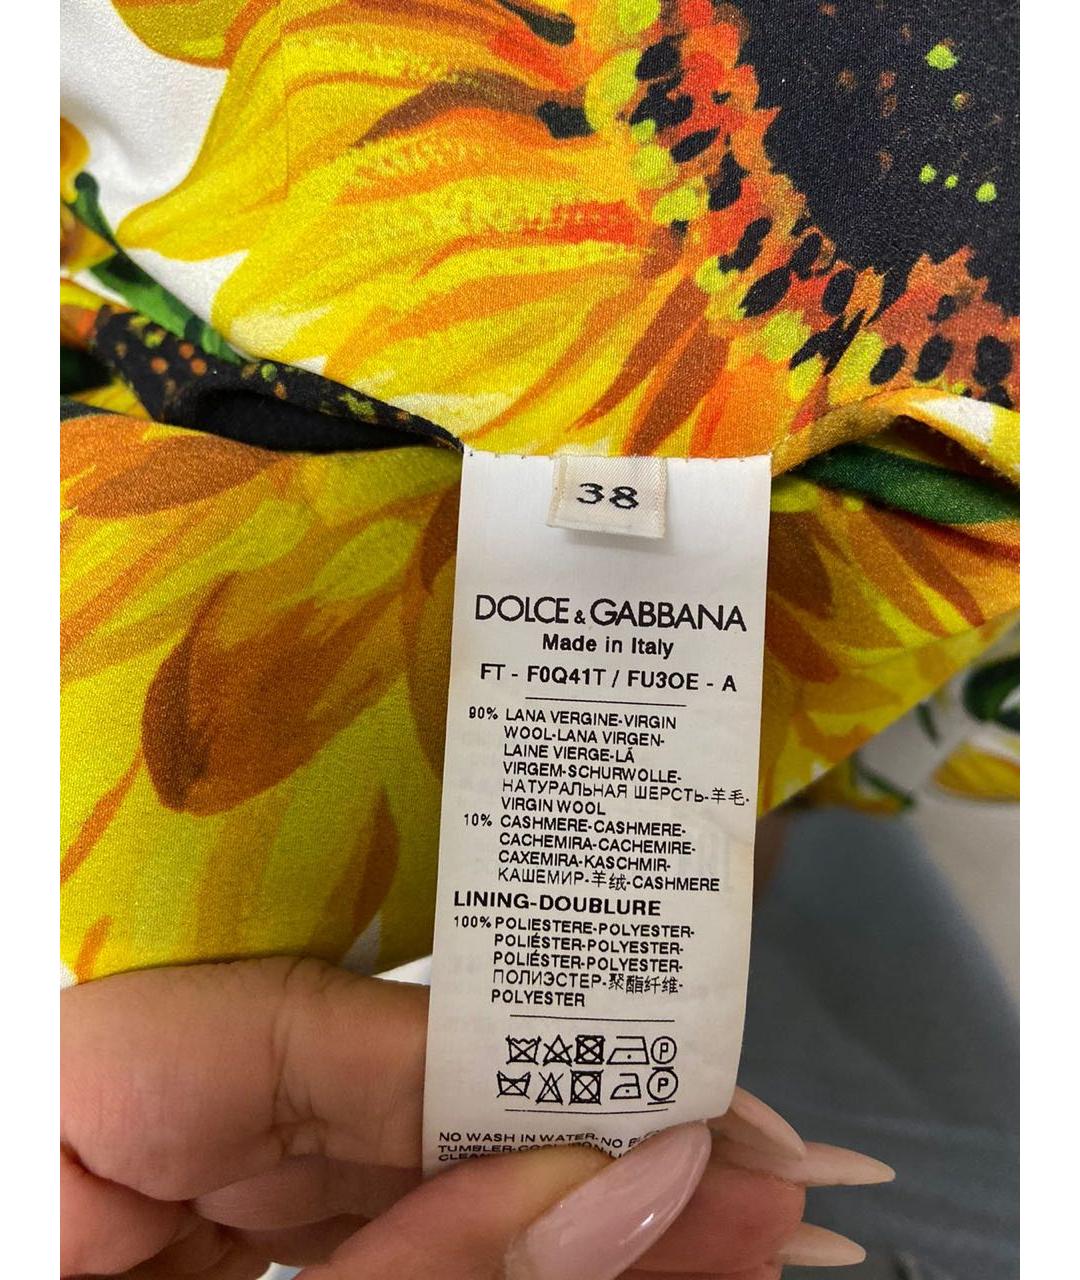 38
DOLCE & GABBANA
Made in Italy
FT - F0Q41T / FU3OE - A
90% LANA VERGINE-VIRGIN
WOOL-LANA VIRGEN-
LAINE VIERGE-LÃ
VIRGEM-SCHURWOLLE-
НАТУРАЛЬНАЯ ШЕРСТЬ-羊毛-
VIRGIN WOOL
10% CASHMERE-CASHMERE-
CACHEMIRA-CACHEMIRE-
CAXEMIRA-KASCHMIR-
КАШЕМИР-羊绒-CASHMERE
LINING-DOUBLURE
100% POLIESTERE-POLYESTER-
POLIÉSTER-POLYESTER-
POLIÉSTER-POLYESTER-
ПОЛИЭСТЕР-聚酯纤维-
POLYESTER
P
P
NO WASH IN WATER-NO
TUMBLER-COOL IRON